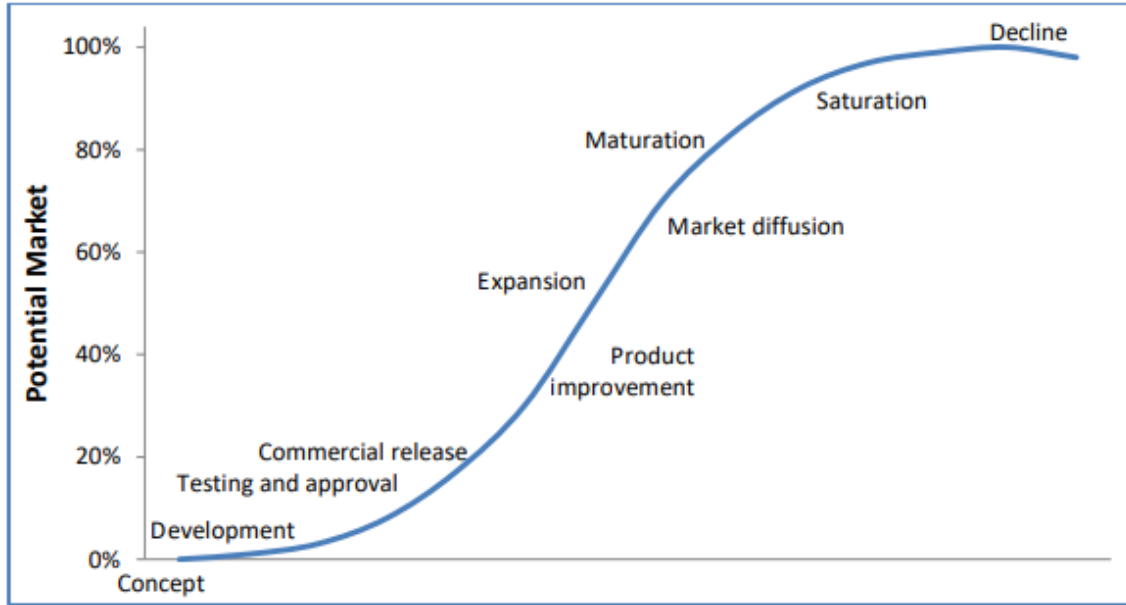 Decline
100%
Saturation
Maturation
80%
Market diffusion
60%
Expansion
Product
improvement
40%
Commercial release
20%
Testing and approval
Development
0%
Concept
Potential Market